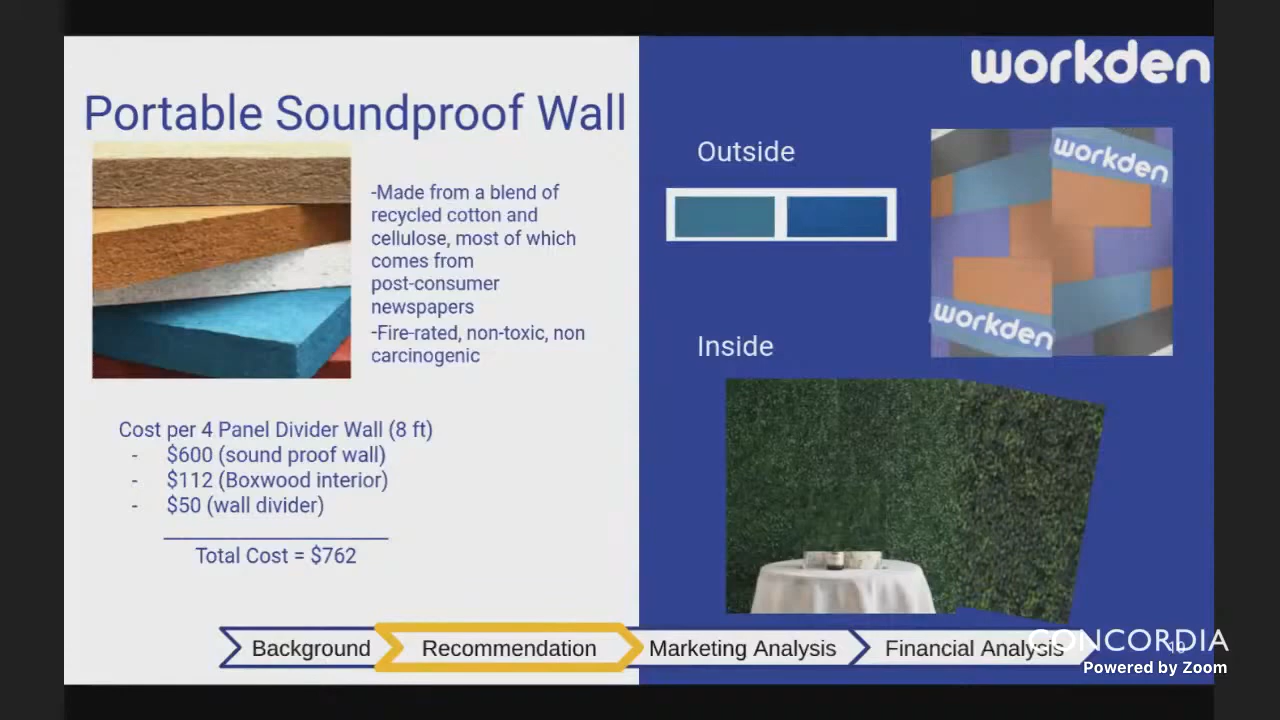 workden
Portable Soundproof Wall
-Made from a blend of
recycled cotton and
cellulose, most of which
comes from
post-consumer
newspapers
-Fire-rated, non-toxic, non
carcinogenic
Cost per 4 Panel Divider Wall (8 ft)
- $600 (sound proof wall)
- $112 (Boxwood interior)
- $50 (wall divider)
Total Cost = $762
Outside
workden
workden
Inside
Background
Recommendation
Marketing Analysis
Financial Analysis
CONCORDIA
10
Powered by Zoom